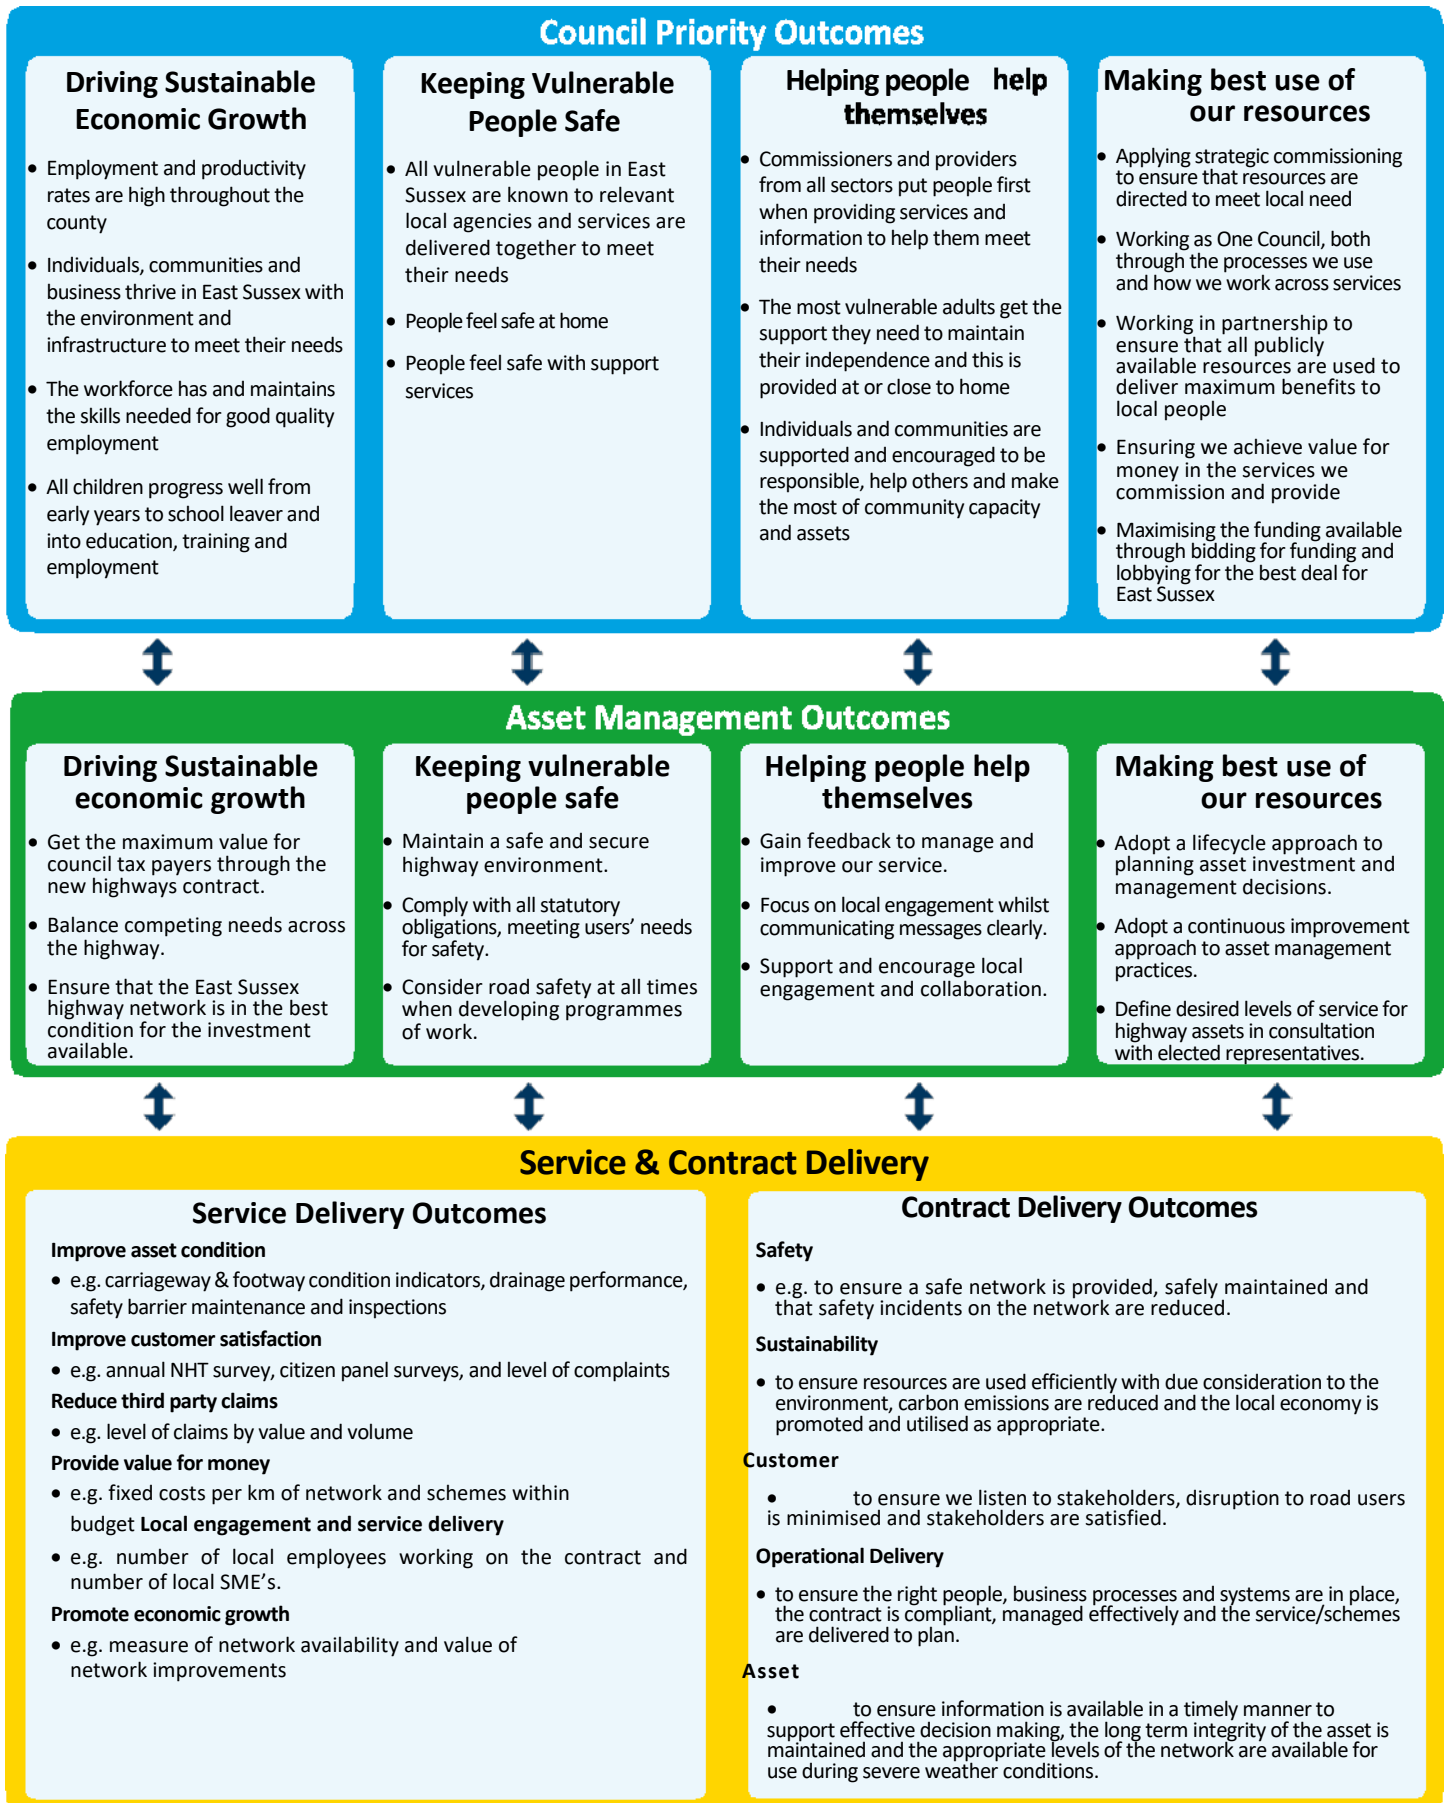 Council Priority Outcomes
Driving Sustainable
Economic Growth
• Employment and productivity
rates are high throughout the
county
• Individuals, communities and
business thrive in East Sussex with
the environment and
infrastructure to meet their needs
• The workforce has and maintains
the skills needed for good quality
employment
• All children progress well from
early years to school leaver and
into education, training and
employment
Keeping Vulnerable
People Safe
• All vulnerable people in East
Sussex are known to relevant
local agencies and services are
delivered together to meet
their needs
• People feel safe at home
• People feel safe with support
services
Helping people help
themselves
• Commissioners and providers
from all sectors put people first
when providing services and
information to help them meet
their needs
• The most vulnerable adults get the
support they need to maintain
their independence and this is
provided at or close to home
• Individuals and communities are
supported and encouraged to be
responsible, help others and make
the most of community capacity
and assets
Making best use of
our resources
• Applying strategic commissioning
to ensure that resources are
directed to meet local need
• Working as One Council, both
through the processes we use
and how we work across services
• Working in partnership to
ensure that all publicly
available resources are used to
deliver maximum benefits to
local people
• Ensuring we achieve value for
money in the services we
commission and provide
• Maximising the funding available
through bidding for funding and
lobbying for the best deal for
East Sussex
Asset Management Outcomes
Driving Sustainable
economic growth
• Get the maximum value for
council tax payers through the
new highways contract.
• Balance competing needs across
the highway.
• Ensure that the East Sussex
highway network is in the best
condition for the investment
available.
Keeping vulnerable
people safe
• Maintain a safe and secure
highway environment.
• Comply with all statutory
obligations, meeting users’ needs
for safety.
• Consider road safety at all times
when developing programmes
of work.
Helping people help
themselves
• Gain feedback to manage and
improve our service.
• Focus on local engagement whilst
communicating messages clearly.
• Support and encourage local
engagement and collaboration.
Making best use of
our resources
• Adopt a lifecycle approach to
planning asset investment and
management decisions.
• Adopt a continuous improvement
approach to asset management
practices.
• Define desired levels of service for
highway assets in consultation
with elected representatives.
Service & Contract Delivery
Service Delivery Outcomes
Improve asset condition
• e.g. carriageway & footway condition indicators, drainage performance,
safety barrier maintenance and inspections
Improve customer satisfaction
• e.g. annual NHT survey, citizen panel surveys, and level of complaints
Reduce third party claims
• e.g. level of claims by value and volume
Provide value for money
• e.g. fixed costs per km of network and schemes within
budget Local engagement and service delivery
• e.g. number of local employees working on the contract and
number of local SME’s.
Promote economic growth
• e.g. measure of network availability and value of
network improvements
Contract Delivery Outcomes
Safety
• e.g. to ensure a safe network is provided, safely maintained and
that safety incidents on the network are reduced.
Sustainability
• to ensure resources are used efficiently with due consideration to the
environment, carbon emissions are reduced and the local economy is
promoted and utilised as appropriate.
Customer
• to ensure we listen to stakeholders, disruption to road users
is minimised and stakeholders are satisfied.
Operational Delivery
• to ensure the right people, business processes and systems are in place,
the contract is compliant, managed effectively and the service/schemes
are delivered to plan.
Asset
• to ensure information is available in a timely manner to
support effective decision making, the long term integrity of the asset is
maintained and the appropriate levels of the network are available for
use during severe weather conditions.